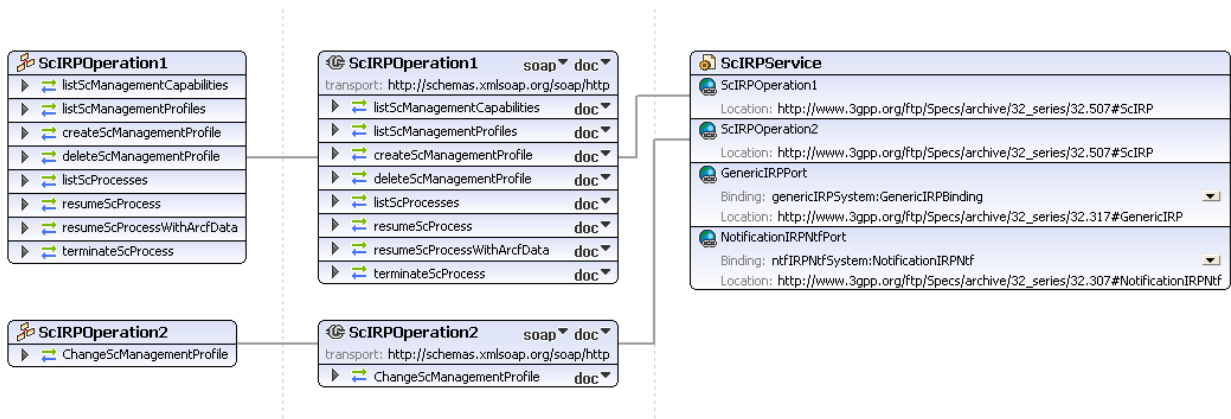 ScIRPOperation1
listScManagementCapabilities
listScManagementProfiles
createScManagementProfile
deleteScManagementProfile
listScProcesses
resumeScProcess
resumeScProcessWithArcfData
terminateScProcess
ScIRPOperation2
ChangeScManagementProfile
ScIRPOperation1 soap doc
transport: http://schemas.xmlsoap.org/soap/http
listScManagementCapabilities doc
listScManagementProfiles doc
createScManagementProfile doc
deleteScManagementProfile doc
listScProcesses doc
resumeScProcess doc
resumeScProcessWithArcfData doc
terminateScProcess doc
ScIRPOperation2 soap doc
transport: http://schemas.xmlsoap.org/soap/http
ChangeScManagementProfile doc
ScIRPService
ScIRPOperation1
Location: http://www.3gpp.org/ftp/Specs/archive/32_series/32.507#ScIRP
ScIRPOperation2
Location: http://www.3gpp.org/ftp/Specs/archive/32_series/32.507#ScIRP
GenericIRPPort
Binding: genericIRPSystem:GenericIRPBinding
Location: http://www.3gpp.org/ftp/Specs/archive/32_series/32.317#GenericIRP
NotificationIRPNtfPort
Binding: ntfIRPNtfSystem:NotificationIRPNtf
Location: http://www.3gpp.org/ftp/Specs/archive/32_series/32.307#NotificationIRPNtf